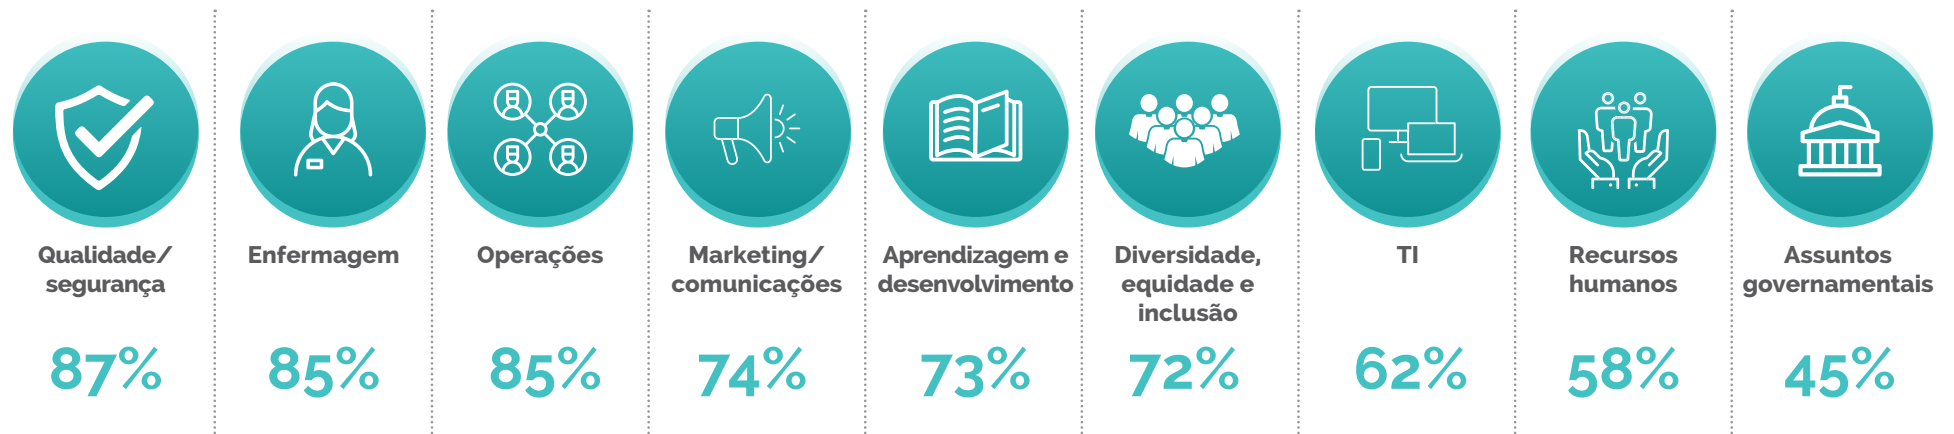 Qualidade/
segurança
87%
Enfermagem
85%
Operações
85%
Marketing/
comunicações
74%
Aprendizagem e
desenvolvimento
73%
Diversidade,
equidade e
inclusão
72%
TI
62%
Recursos
humanos
58%
Assuntos
governamentais
45%